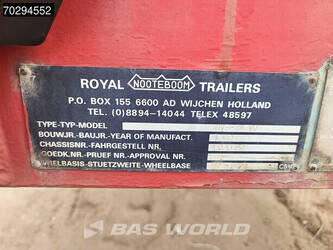 70294552
ROYAL NOOTEBOOM TRAILERS
P.O. BOX 155 6600 AD WIJCHEN HOLLAND
TEL. (0)8894-14044 TELEX 48597
TYPE-TYP-MODEL
BOUWJR.-BAUJR.-YEAR OF MANUFACT.
CHASSISNR.-FAHRGESTELL NR.
GOEDK.NR.-PRUEF NR.-APPROVAL NR.
WIELBASIS-STUETZWEITE-WHEELBASE
BAS WORLD